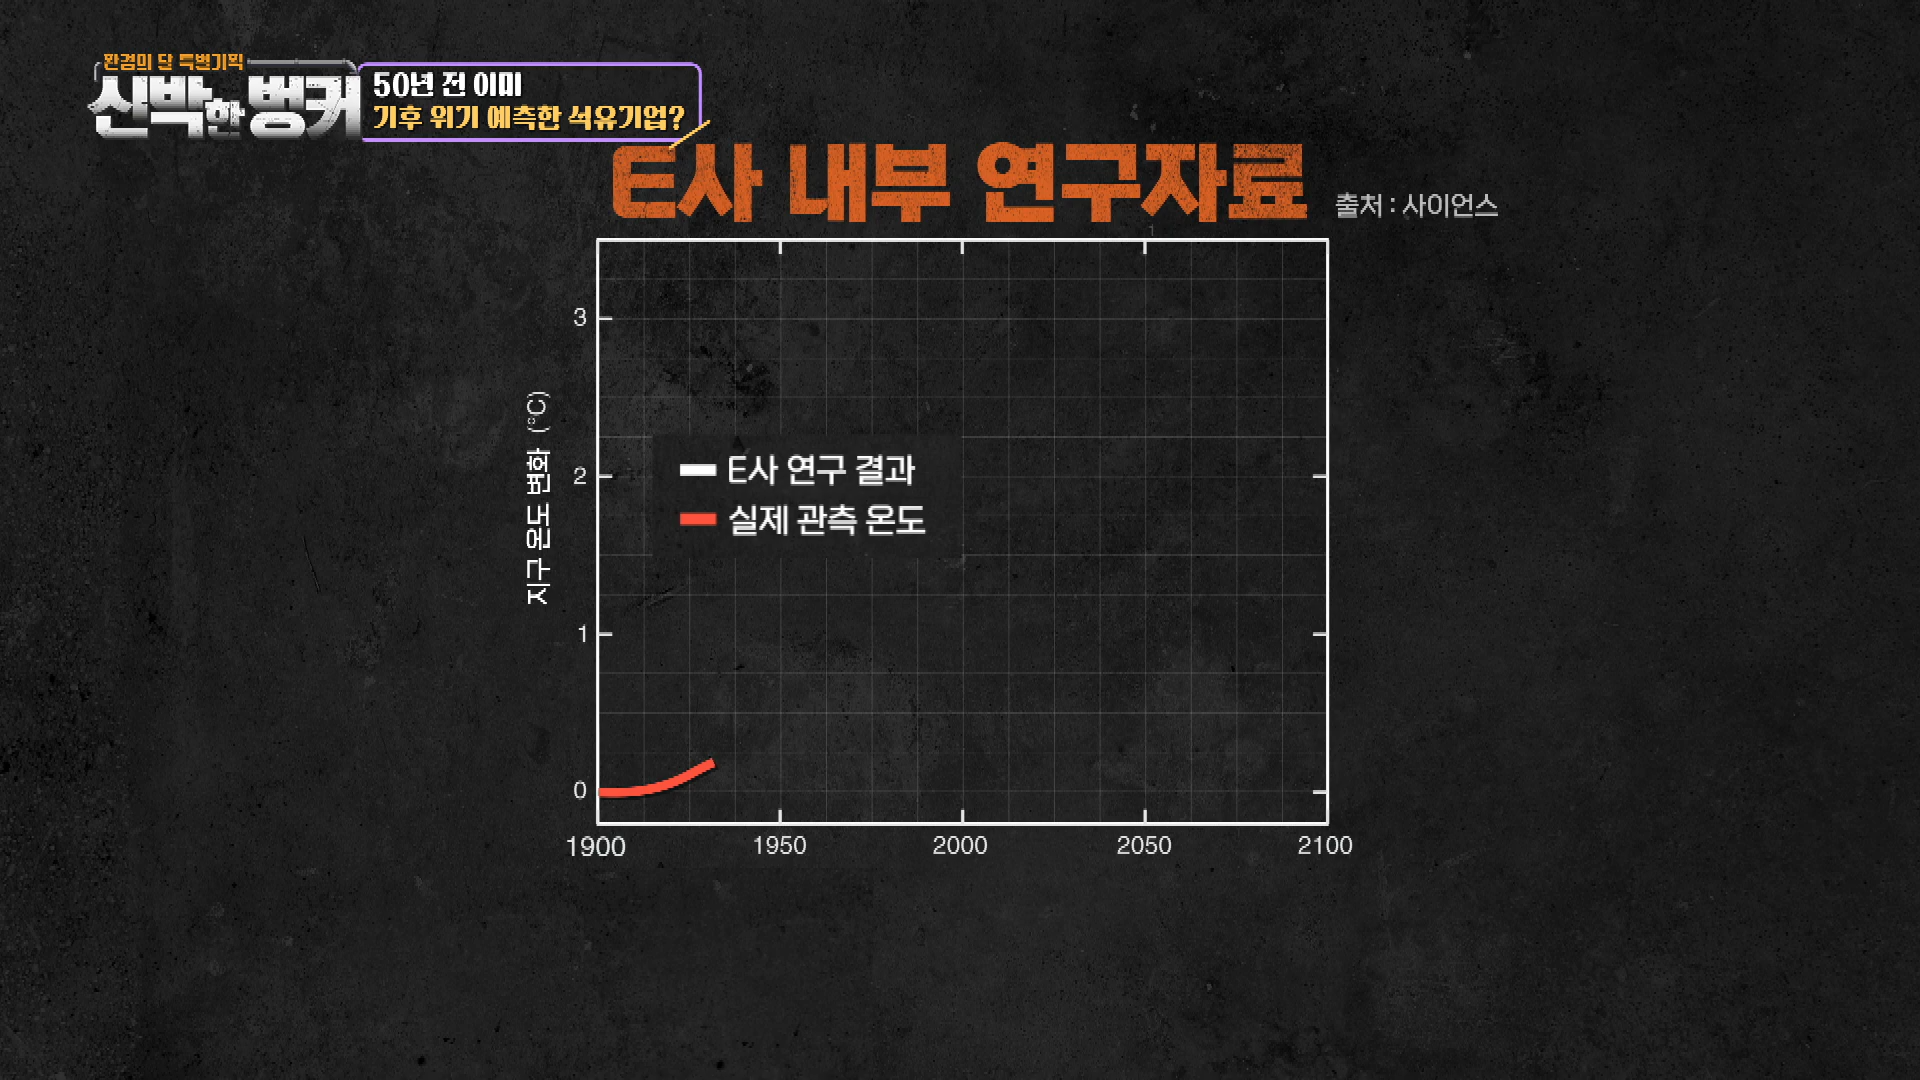 환경의 달 특별기획
신박한 벙커
50년 전 이미
기후 위기 예측한 석유기업?
E사 내부 연구자료
출처 : 사이언스
지구 온도 변화 (°C)
3
2
1
0
E사 연구 결과
실제 관측 온도
1900
1950
2000
2050
2100